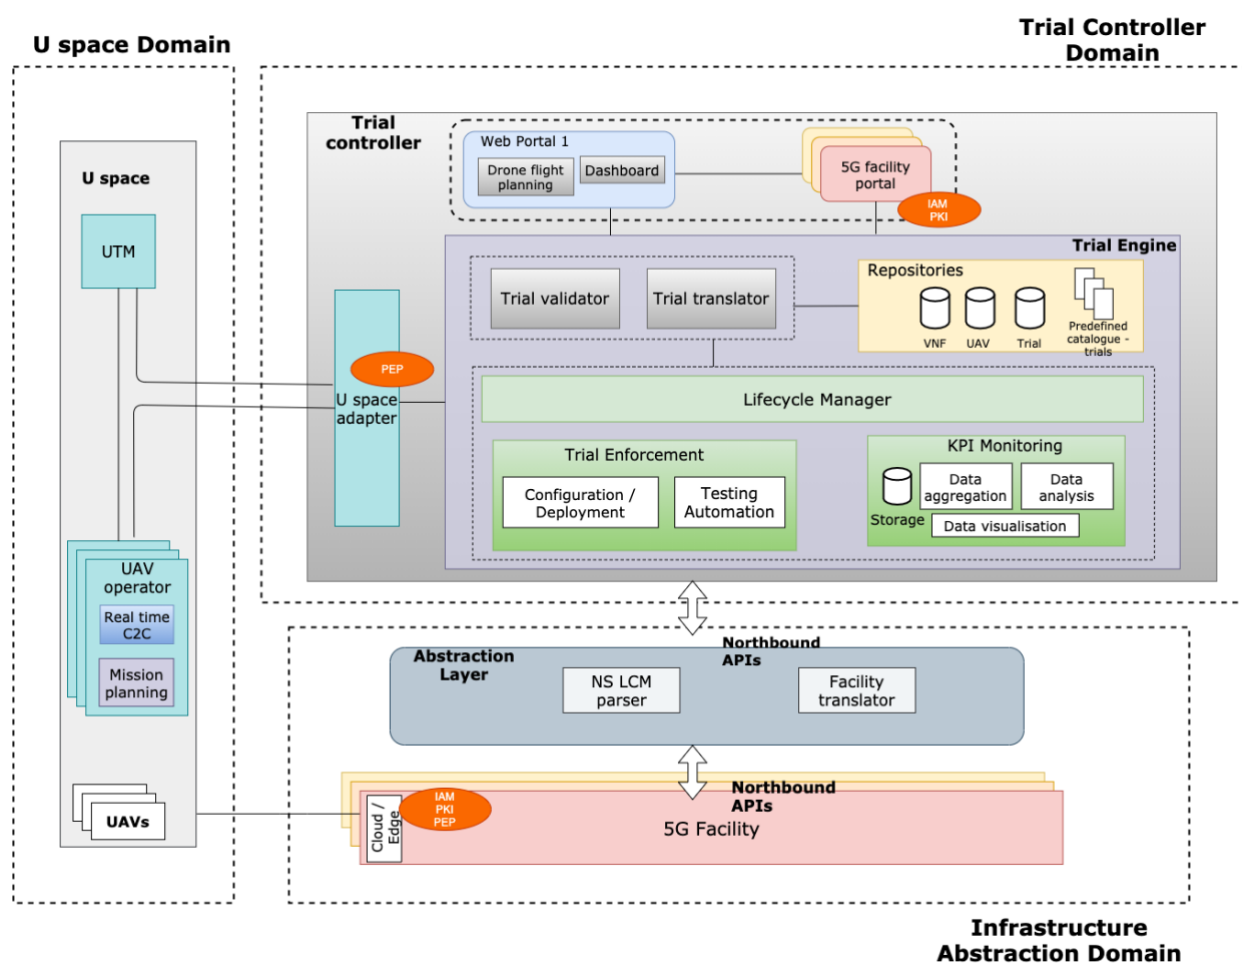 U space Domain
Trial Controller
Domain
U space
UTM
UAV
operator
Real time
C2C
Mission
planning
UAVs
Trial
controller
Web Portal 1
Drone flight
planning
Dashboard
5G facility
portal
IAM
PKI
Trial Engine
Trial validator
Trial translator
Repositories
VNF
UAV
Trial
Predefined
catalogue -
trials
PEP
U space
adapter
Lifecycle Manager
Trial Enforcement
Configuration /
Deployment
Testing
Automation
KPI Monitoring
Storage
Data
aggregation
Data
analysis
Data visualisation
Northbound
APIs
Abstraction
Layer
NS LCM
parser
Facility
translator
Northbound
APIs
Cloud /
Edge
IAM
PKI
PEP
5G Facility
Infrastructure
Abstraction Domain